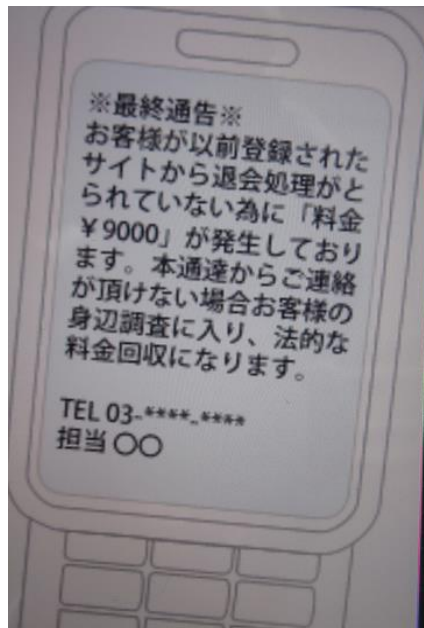 ※最終通告※
お客様が以前登録された
サイトから退会処理がと
られていない為に「料金
￥9000」が発生しており
ます。本通達からご連絡
が頂けない場合お客様の
身辺調査に入り、法的な
料金回収になります。
TEL 03-****-****
担当 〇〇